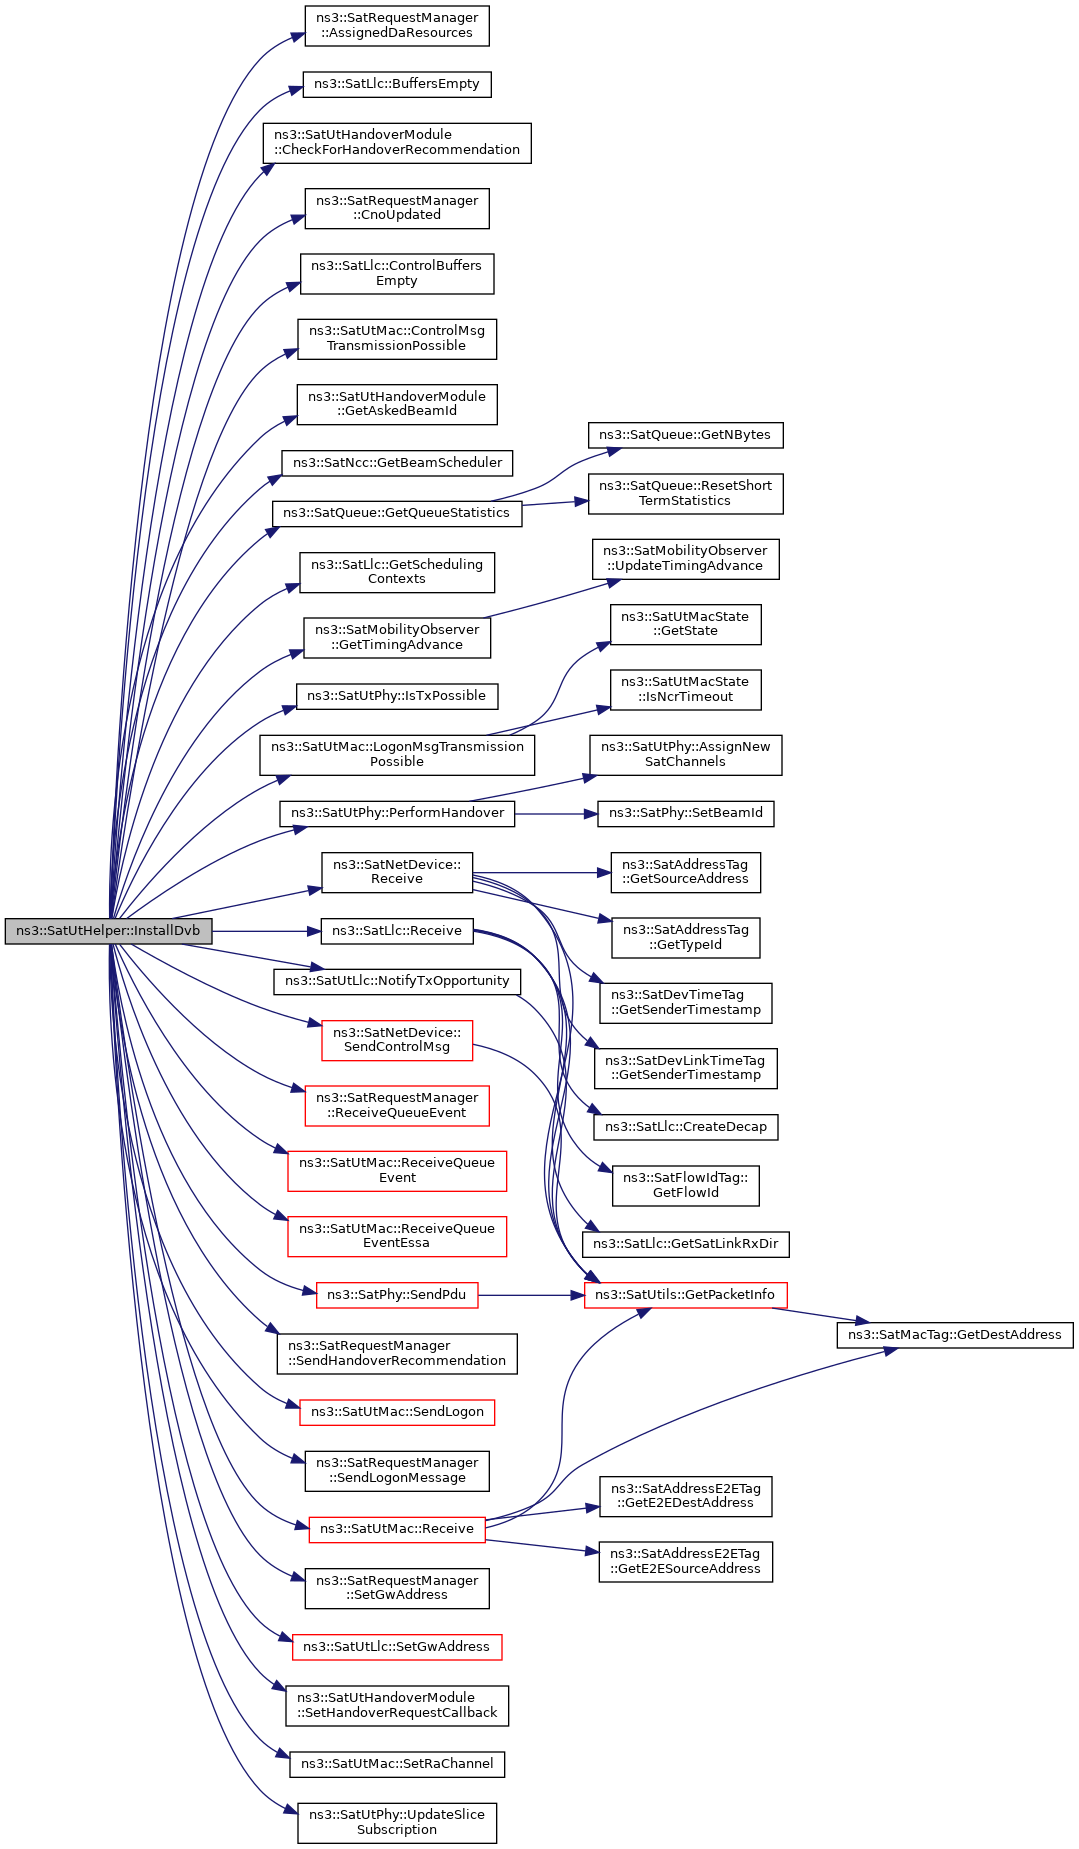 ns3::SatUtHelper::InstallDvb
ns3::SatRequestManager
::AssignedDaResources
ns3::SatLlc::BuffersEmpty
ns3::SatUtHandoverModule
::CheckForHandoverRecommendation
ns3::SatRequestManager
::CnoUpdated
ns3::SatLlc::ControlBuffers
Empty
ns3::SatUtMac::ControlMsg
TransmissionPossible
ns3::SatUtHandoverModule
::GetAskedBeamId
ns3::SatNcc::GetBeamScheduler
ns3::SatQueue::GetQueueStatistics
ns3::SatLlc::GetScheduling
Contexts
ns3::SatMobilityObserver
::GetTimingAdvance
ns3::SatUtPhy::IsTxPossible
ns3::SatUtMac::LogonMsgTransmission
Possible
ns3::SatUtPhy::PerformHandover
ns3::SatNetDevice::
Receive
ns3::SatLlc::Receive
ns3::SatUtLlc::NotifyTxOpportunity
ns3::SatNetDevice::
SendControlMsg
ns3::SatRequestManager
::ReceiveQueueEvent
ns3::SatUtMac::ReceiveQueue
Event
ns3::SatUtMac::ReceiveQueue
EventEssa
ns3::SatPhy::SendPdu
ns3::SatRequestManager
::SendHandoverRecommendation
ns3::SatUtMac::SendLogon
ns3::SatRequestManager
::SendLogonMessage
ns3::SatUtMac::Receive
ns3::SatRequestManager
::SetGwAddress
ns3::SatUtLlc::SetGwAddress
ns3::SatUtHandoverModule
::SetHandoverRequestCallback
ns3::SatUtMac::SetRaChannel
ns3::SatUtPhy::UpdateSlice
Subscription
ns3::SatQueue::GetNBytes
ns3::SatQueue::ResetShort
TermStatistics
ns3::SatMobilityObserver
::UpdateTimingAdvance
ns3::SatUtMacState
::GetState
ns3::SatUtMacState
::IsNcrTimeout
ns3::SatUtPhy::AssignNew
SatChannels
ns3::SatPhy::SetBeamId
ns3::SatAddressTag
::GetSourceAddress
ns3::SatAddressTag
::GetTypeId
ns3::SatDevTimeTag
::GetSenderTimestamp
ns3::SatDevLinkTimeTag
::GetSenderTimestamp
ns3::SatLlc::CreateDecap
ns3::SatFlowIdTag::
GetFlowId
ns3::SatLlc::GetSatLinkRxDir
ns3::SatUtils::GetPacketInfo
ns3::SatAddressE2ETag
::GetE2EDestAddress
ns3::SatAddressE2ETag
::GetE2ESourceAddress
ns3::SatMacTag::GetDestAddress